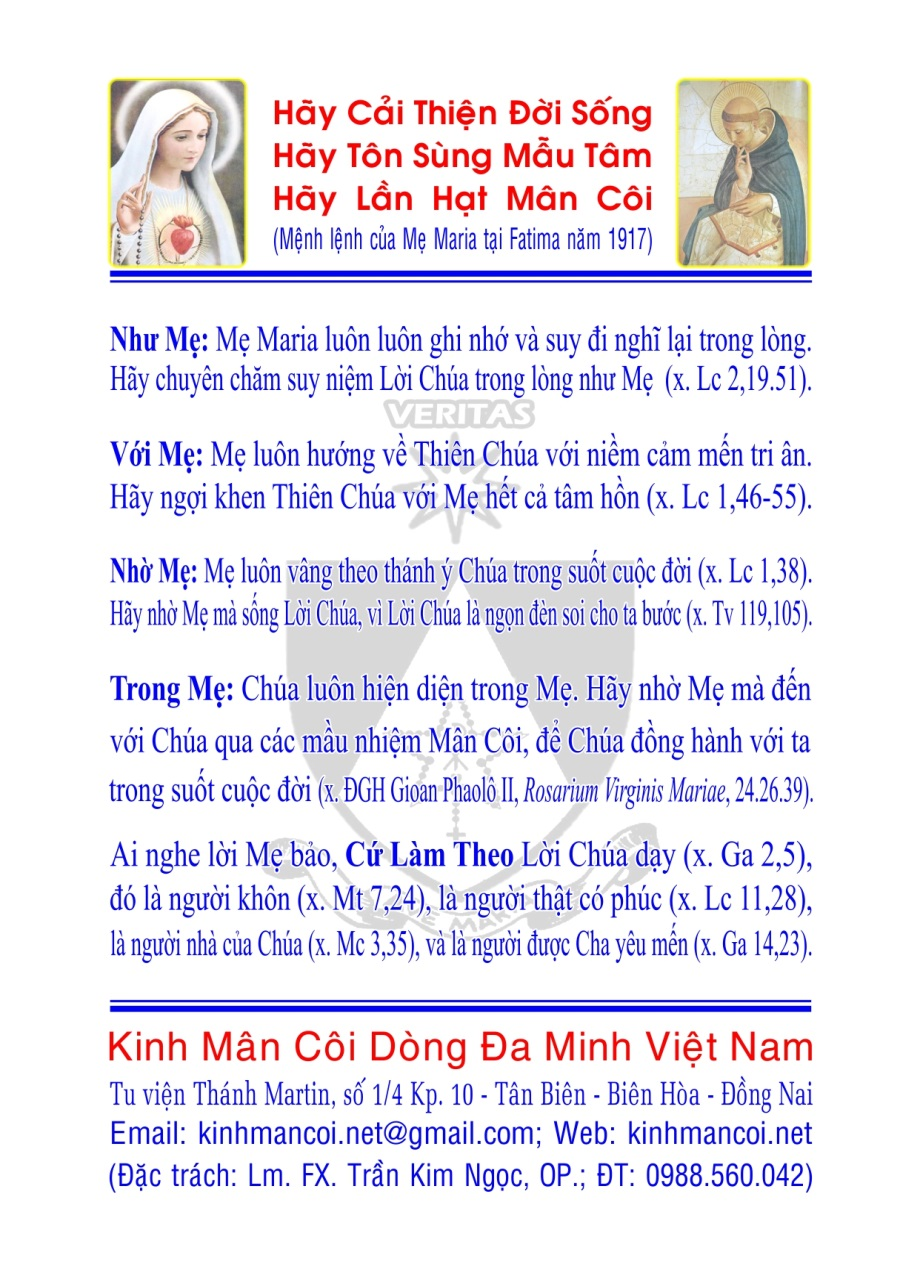 Hãy Cải Thiện Đời Sống
Hãy Tôn Sùng Mẫu Tâm
Hãy Lần Hạt Mân Côi
(Mệnh lệnh của Mẹ Maria tại Fatima năm 1917)
Như Mẹ: Mẹ Maria luôn luôn ghi nhớ và suy đi nghĩ lại trong lòng.
Hãy chuyên chăm suy niệm Lời Chúa trong lòng như Mẹ (x. Lc 2,19.51).
VERITAS
Với Mẹ: Mẹ luôn hướng về Thiên Chúa với niềm cảm mến tri ân.
Hãy ngợi khen Thiên Chúa với Mẹ hết cả tâm hồn (x. Lc 1,46-55).
Nhờ Mẹ: Mẹ luôn vâng theo thánh ý Chúa trong suốt cuộc đời (x. Lc 1,38).
Hãy nhờ Mẹ mà sống Lời Chúa, vì Lời Chúa là ngọn đèn soi cho ta bước (x. Tv 119,105).
Trong Mẹ: Chúa luôn hiện diện trong Mẹ. Hãy nhờ Mẹ mà đến
với Chúa qua các mầu nhiệm Mân Côi, để Chúa đồng hành với ta
trong suốt cuộc đời (x. ĐGH Gioan Phaolô II, Rosarium Virginis Mariae, 24.26.39).
Ai nghe lời Mẹ bảo, Cứ Làm Theo Lời Chúa dạy (x. Ga 2,5),
đó là người khôn (x. Mt 7,24), là người thật có phúc (x. Lc 11,28),
là người nhà của Chúa (x. Mc 3,35), và là người được Cha yêu mến (x. Ga 14,23).
Kinh Mân Côi Dòng Đa Minh Việt Nam
Tu viện Thánh Martin, số 1/4 Kp. 10 - Tân Biên - Biên Hòa - Đồng Nai
Email: kinhmancoi.net@gmail.com; Web: kinhmancoi.net
(Đặc trách: Lm. FX. Trần Kim Ngọc, OP.; ĐT: 0988.560.042)